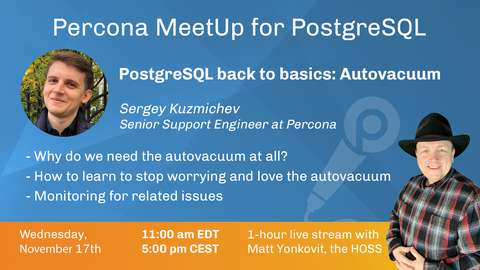 Percona MeetUp for PostgreSQL
PostgreSQL back to basics: Autovacuum
Sergey Kuzmichev
Senior Support Engineer at Percona
- Why do we need the autovacuum at all?
- How to learn to stop worrying and love the autovacuum
- Monitoring for related issues
Wednesday,
November 17th
11:00 am EDT
5:00 pm CEST
1-hour live stream with
Matt Yonkovit, the HOSS